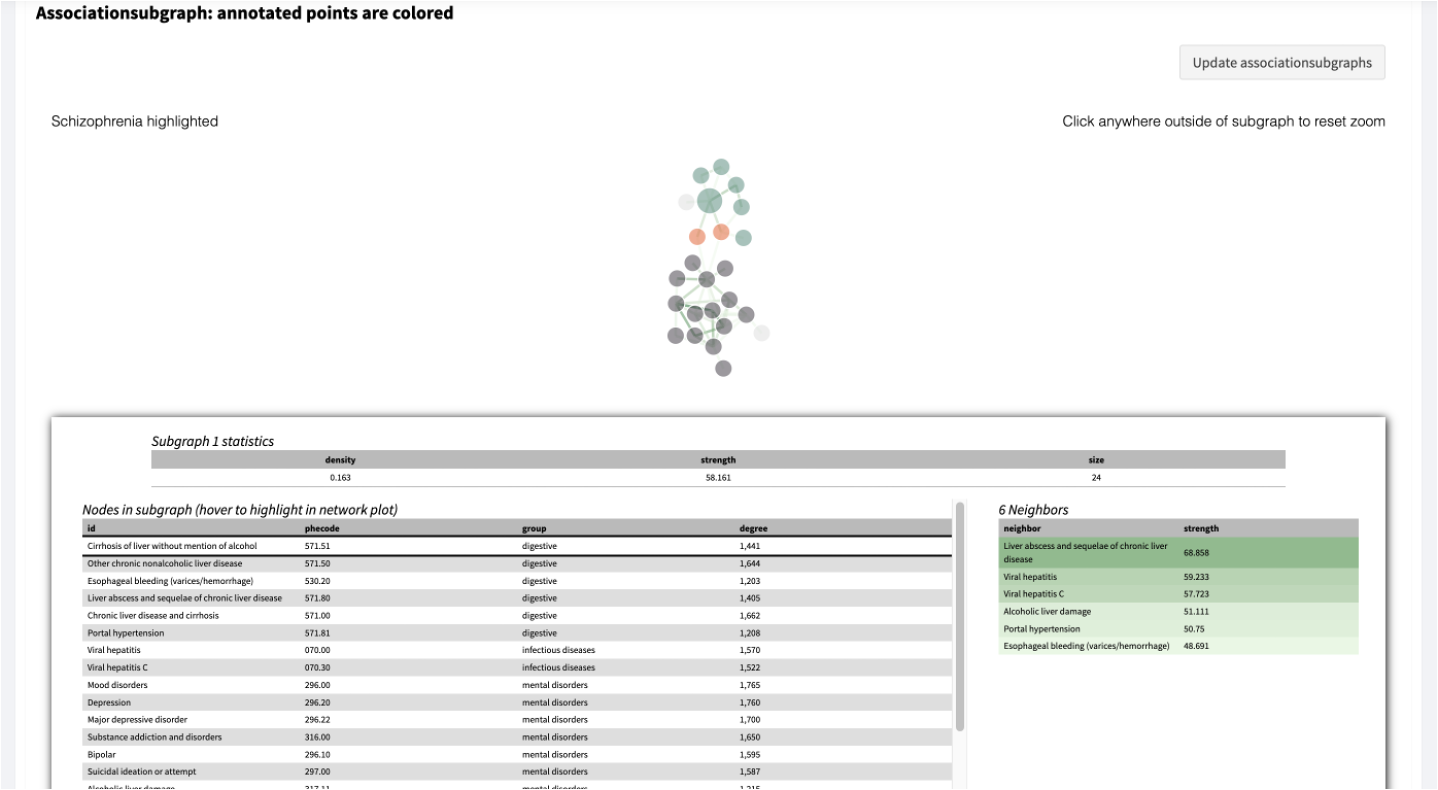 Associationsubgraph: annotated points are colored
Update associationsubgraphs
Schizophrenia highlighted
Click anywhere outside of subgraph to reset zoom
Subgraph 1 statistics
density strength size
0.163 58.161 24
Nodes in subgraph (hover to highlight in network plot)
id phecode group degree
Cirrhosis of liver without mention of alcohol 571.51 digestive 1,441
Other chronic nonalcoholic liver disease 571.50 digestive 1,644
Esophageal bleeding (varices/hemorrhage) 530.20 digestive 1,203
Liver abscess and sequelae of chronic liver disease 571.80 digestive 1,405
Chronic liver disease and cirrhosis 571.00 digestive 1,662
Portal hypertension 571.81 digestive 1,208
Viral hepatitis 070.00 infectious diseases 1,570
Viral hepatitis C 070.30 infectious diseases 1,522
Mood disorders 296.00 mental disorders 1,765
Depression 296.20 mental disorders 1,760
Major depressive disorder 296.22 mental disorders 1,700
Substance addiction and disorders 316.00 mental disorders 1,650
Bipolar 296.10 mental disorders 1,595
Suicidal ideation or attempt 297.00 mental disorders 1,587
Alcoholic liver damage 317.11 mental disorders 1,215
6 Neighbors
neighbor strength
Liver abscess and sequelae of chronic liver
disease 68.858
Viral hepatitis 59.233
Viral hepatitis C 57.723
Alcoholic liver damage 51.111
Portal hypertension 50.75
Esophageal bleeding (varices/hemorrhage) 48.691